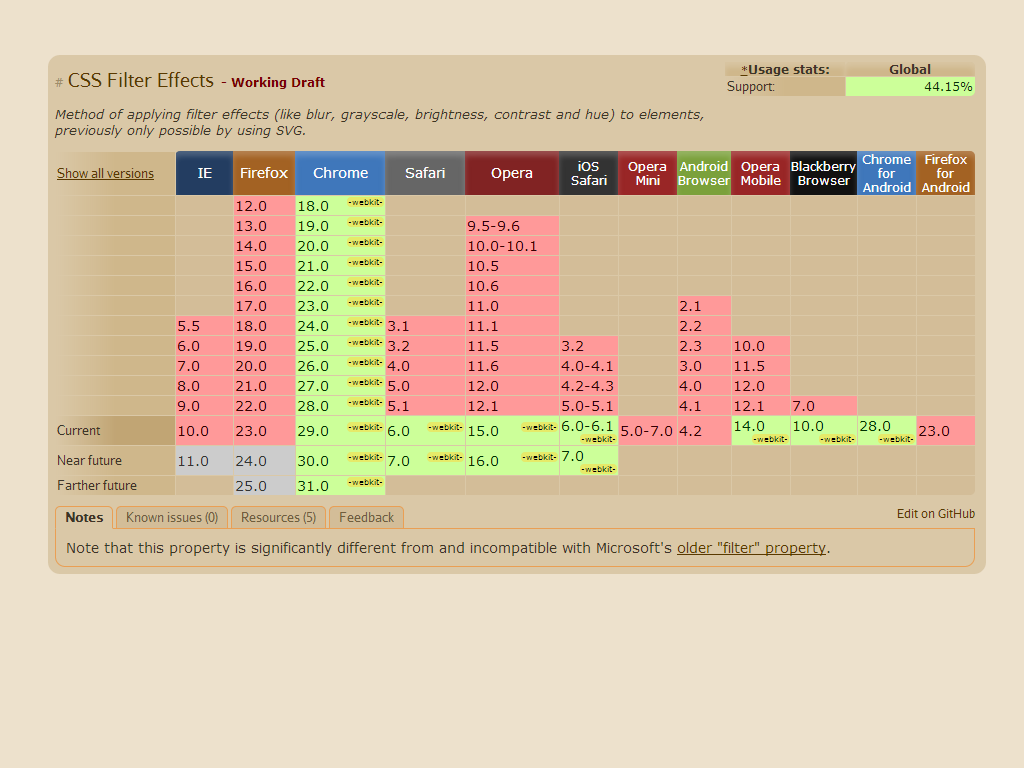 # CSS Filter Effects - Working Draft
*Usage stats: Global
Support: 44.15%
Method of applying filter effects (like blur, grayscale, brightness, contrast and hue) to elements,
previously only possible by using SVG.
Show all versions IE Firefox Chrome Safari Opera iOS Safari Opera Mini Android Browser Opera Mobile Blackberry Browser Chrome for Android Firefox for Android
12.0 18.0 -webkit-
13.0 19.0 -webkit- 9.5-9.6
14.0 20.0 -webkit- 10.0-10.1
15.0 21.0 -webkit- 10.5
16.0 22.0 -webkit- 10.6
17.0 23.0 -webkit- 11.0 2.1
5.5 18.0 24.0 -webkit- 3.1 11.1 2.2
6.0 19.0 25.0 -webkit- 3.2 11.5 3.2 2.3 10.0
7.0 20.0 26.0 -webkit- 4.0 11.6 4.0-4.1 3.0 11.5
8.0 21.0 27.0 -webkit- 5.0 12.0 4.2-4.3 4.0 12.0
9.0 22.0 28.0 -webkit- 5.1 12.1 5.0-5.1 4.1 12.1 7.0
Current 10.0 23.0 29.0 -webkit- 6.0 -webkit- 15.0 -webkit- 6.0-6.1 -webkit- 5.0-7.0 4.2 14.0 -webkit- 10.0 -webkit- 28.0 -webkit- 23.0
Near future 11.0 24.0 30.0 -webkit- 7.0 -webkit- 16.0 -webkit- 7.0 -webkit-
Farther future 25.0 31.0 -webkit-
Notes Known issues (0) Resources (5) Feedback Edit on GitHub
Note that this property is significantly different from and incompatible with Microsoft's older "filter" property.